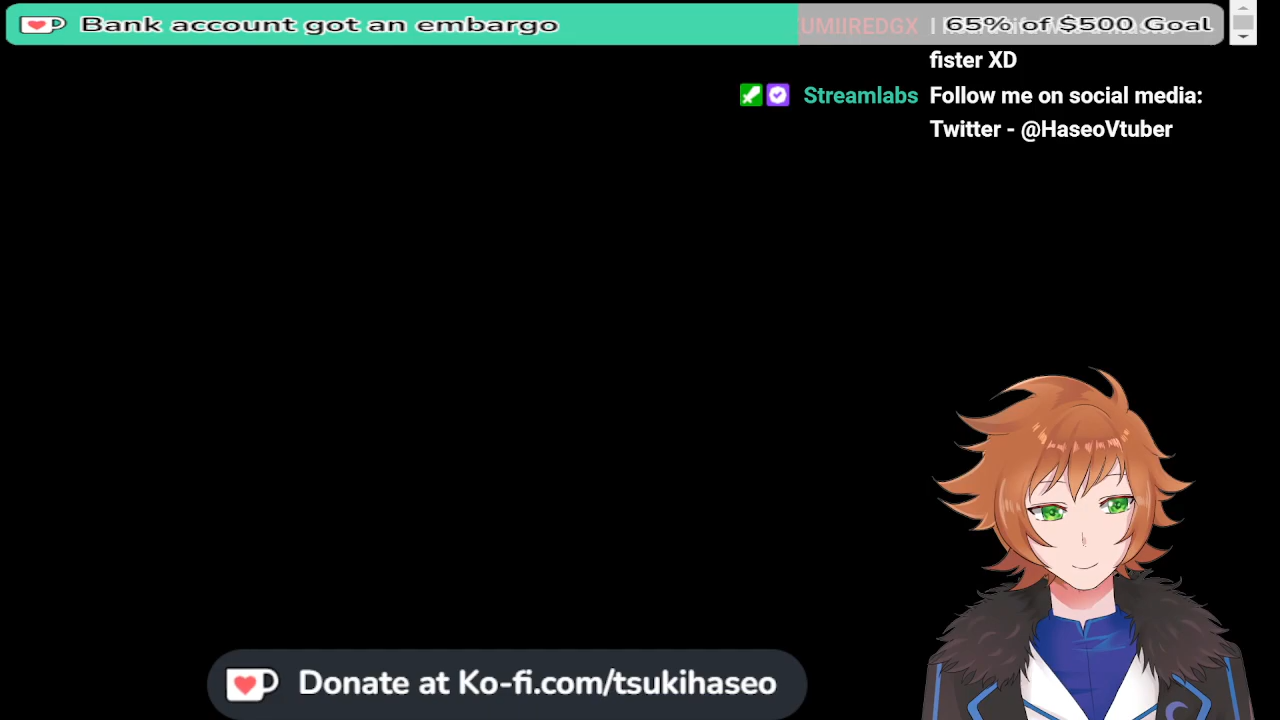 Bank account got an embargo
65% of $500 Goal
UMIIREDGX I
fister XD
Streamlabs Follow me on social media:
Twitter - @HaseoVtuber
Donate at Ko-fi.com/tsukihaseo